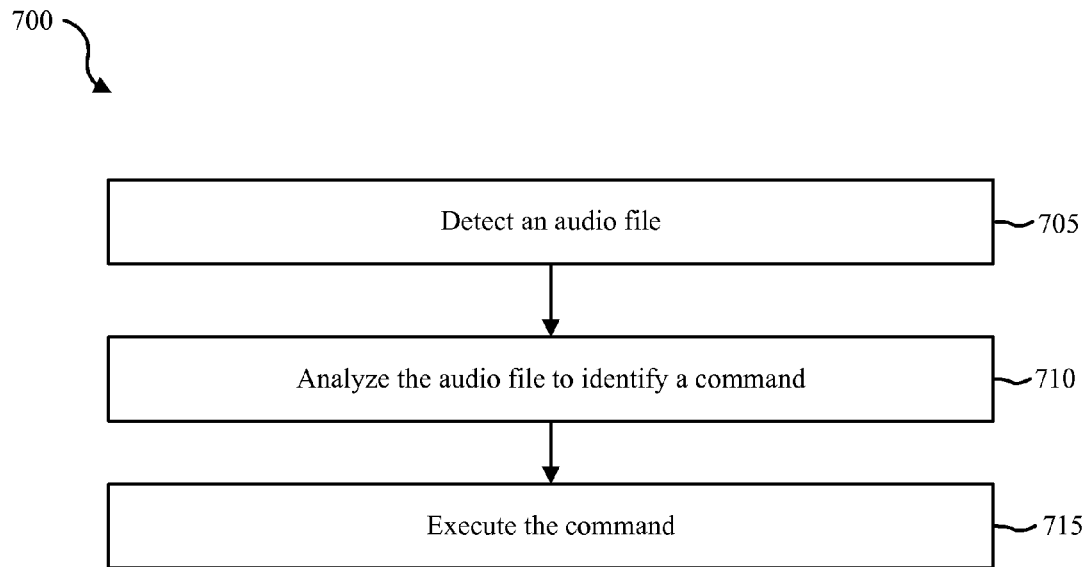 700
Detect an audio file
705
Analyze the audio file to identify a command
710
Execute the command
715